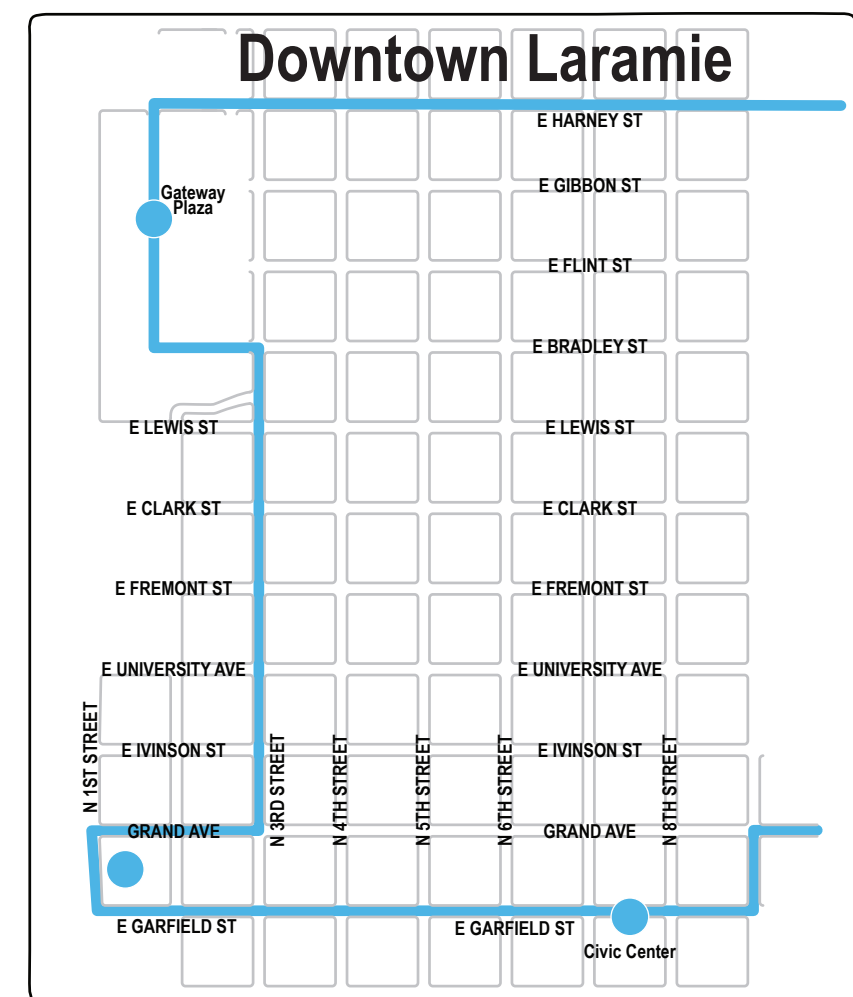 Downtown Laramie
E HARNEY ST
E GIBBON ST
Gateway
Plaza
E FLINT ST
E BRADLEY ST
E LEWIS ST
E LEWIS ST
E CLARK ST
E CLARK ST
E FREMONT ST
E FREMONT ST
E UNIVERSITY AVE
E UNIVERSITY AVE
N 1ST STREET
E IVINSON ST
E IVINSON ST
N 3RD STREET
N 4TH STREET
N 5TH STREET
N 6TH STREET
N 8TH STREET
GRAND AVE
GRAND AVE
E GARFIELD ST
E GARFIELD ST
Civic Center